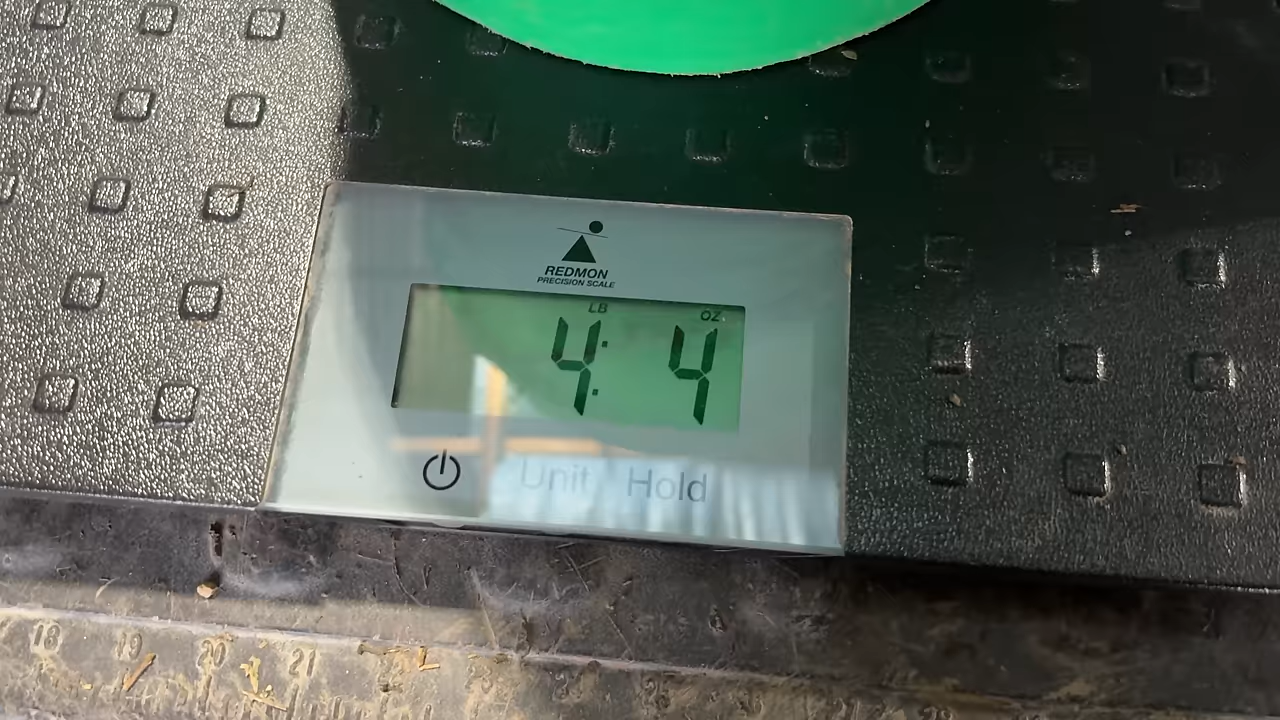 REDMON
PRECISION SCALE
LB OZ
4: 4
Unit Hold
18 19 20 21